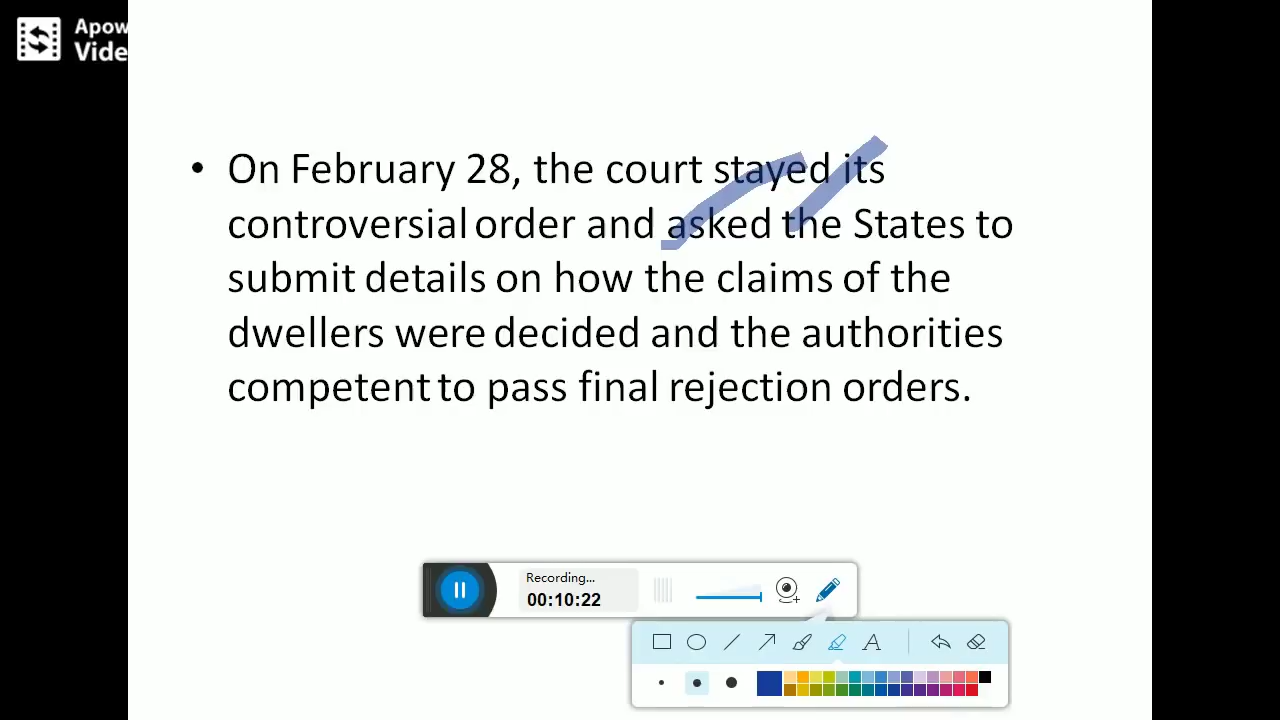 Apow
Vide
• On February 28, the court stayed its
controversial order and asked the States to
submit details on how the claims of the
dwellers were decided and the authorities
competent to pass final rejection orders.
Recording...
00:10:22
A